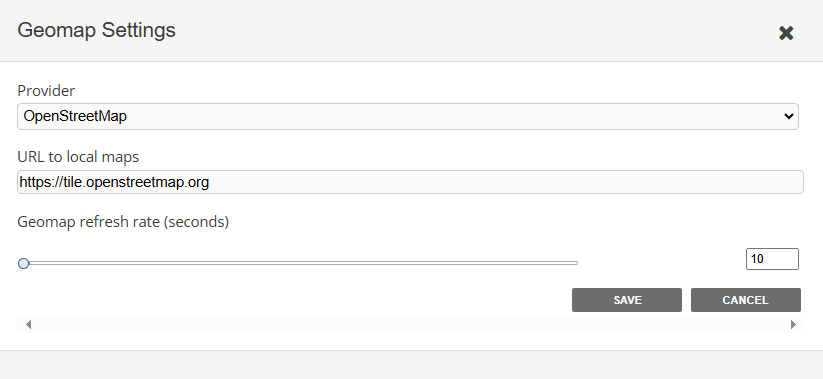 Geomap Settings
Provider
OpenStreetMap
URL to local maps
https://tile.openstreetmap.org
Geomap refresh rate (seconds)
10
SAVE CANCEL